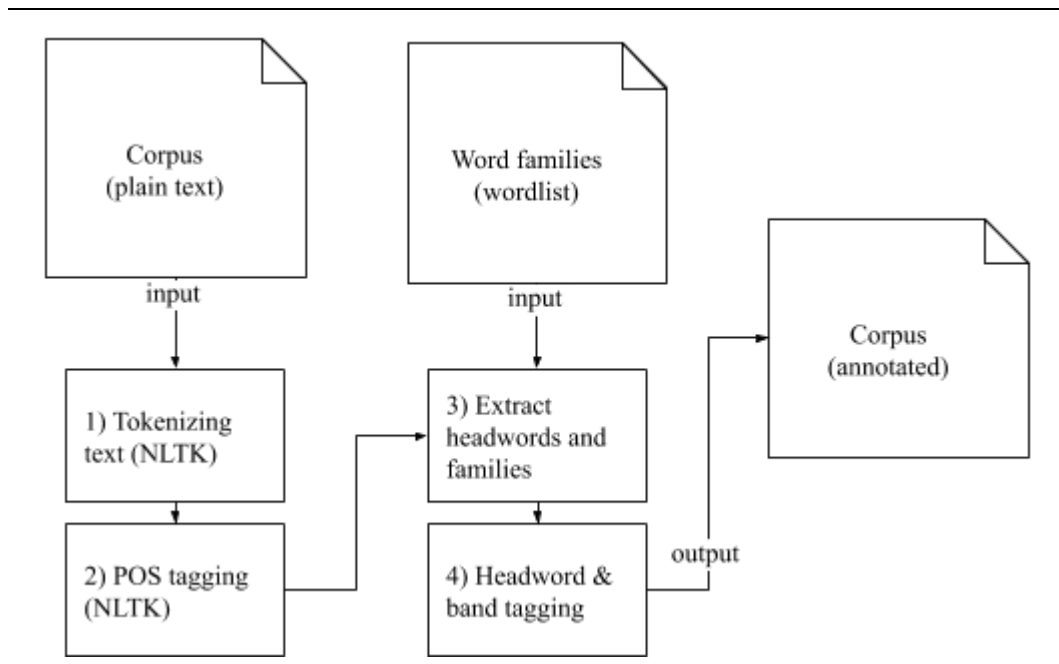 Corpus
(plain text)
Word families
(wordlist)
input
input
Corpus
(annotated)
1) Tokenizing
text (NLTK)
3) Extract
headwords and
families
2) POS tagging
(NLTK)
4) Headword &
band tagging
output